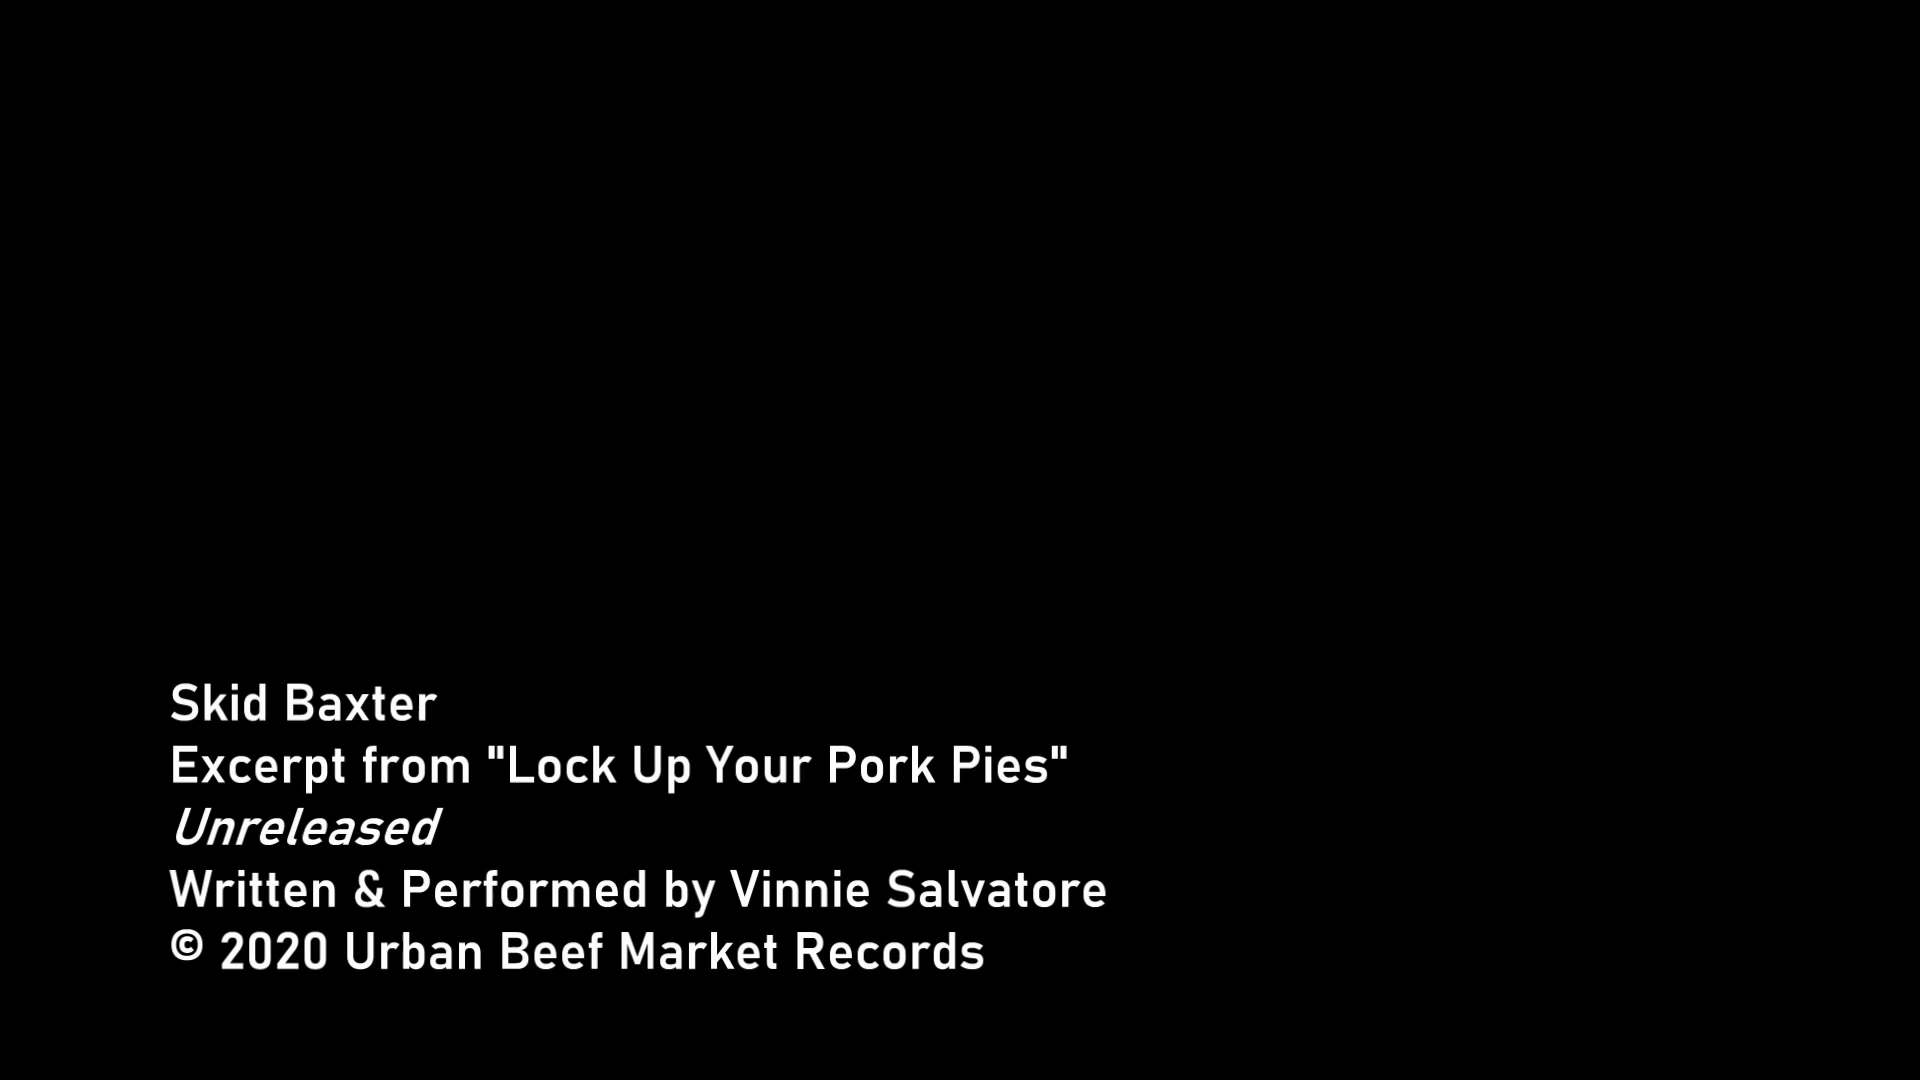 Skid Baxter
Excerpt from "Lock Up Your Pork Pies"
Unreleased
Written & Performed by Vinnie Salvatore
© 2020 Urban Beef Market Records